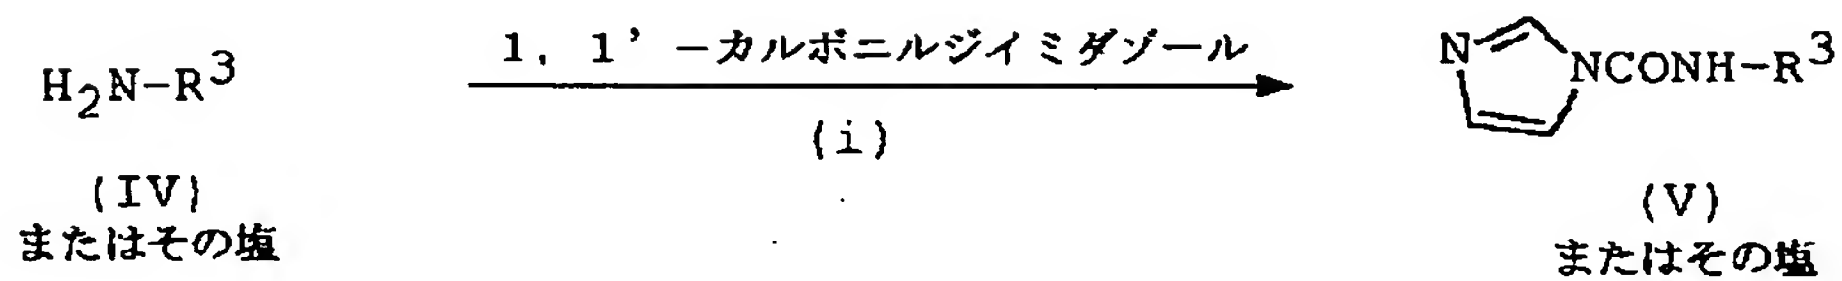 1, 1' -カルボニルジイミダゾール
H₂N-R³
N
NCONH-R³
(i)
(IV)
(V)
またはその塩
またはその塩